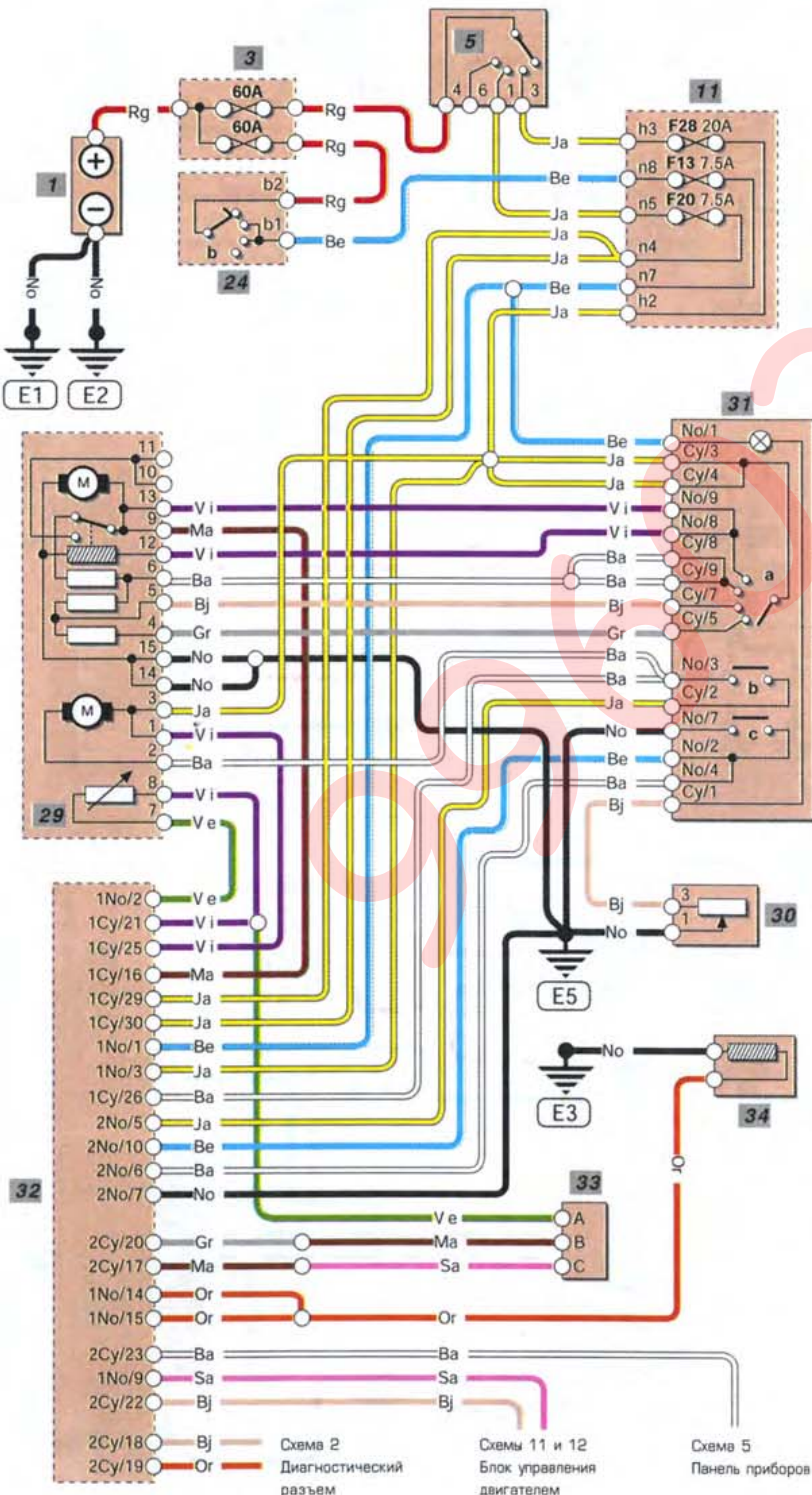 3
5
11
60A
60A
Rg
Rg
Rg
4
6
1
3
Ja
h3
F28 20A
1
Be
n8
F13 7.5A
b2
Rg
Ja
n5
F20 7.5A
b
b1
Be
Ja
Ja
n4
24
Be
n7
Ja
h2
No
No
E1
E2
31
11
Be
No/1
10
Ja
Cy/3
M
Ja
Cy/4
13
Vi
Vi
No/9
9
Ma
Vi
No/8
12
Vi
Ba
Cy/8
6
Ba
Ba
Cy/9
a
5
Bj
Bj
Cy/7
4
Gr
Gr
Cy/5
15
No
Ba
14
No
Ba
No/3
b
3
Ja
Ja
Cy/2
M
1
Vi
No
No/7
c
2
Ba
Be
No/2
8
Vi
Ba
No/4
29
7
Ve
Bj
Cy/1
1No/2
Ve
Bj
3
1Cy/21
Vi
No
1
30
1Cy/25
Vi
1Cy/16
Ma
E5
1Cy/29
Ja
1Cy/30
Ja
1No/1
Be
No
1No/3
Ja
1Cy/26
Ba
E3
34
2No/5
Ja
2No/10
Be
Or
2No/6
Ba
32
2No/7
No
33
Ve
A
2Cy/20
Gr
Ma
B
2Cy/17
Ma
Sa
C
1No/14
Or
1No/15
Or
Or
2Cy/23
Ba
Ba
1No/9
Sa
Sa
2Cy/22
Bj
Bj
2Cy/18
Bj
Схема 2
Схемы 11 и 12
Схема 5
2Cy/19
Or
Диагностический
Блок управления
Панель приборов
разъем
двигателем